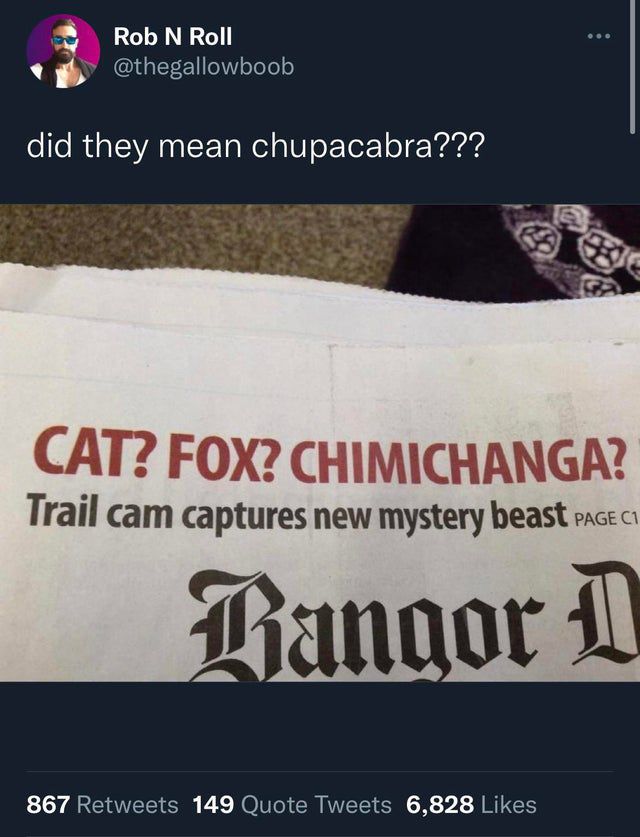 Rob N Roll
@thegallowboob
did they mean chupacabra???
CAT? FOX? CHIMICHANGA?
Trail cam captures new mystery beast PAGE C1
Bangor D
867 Retweets 149 Quote Tweets 6,828 Likes